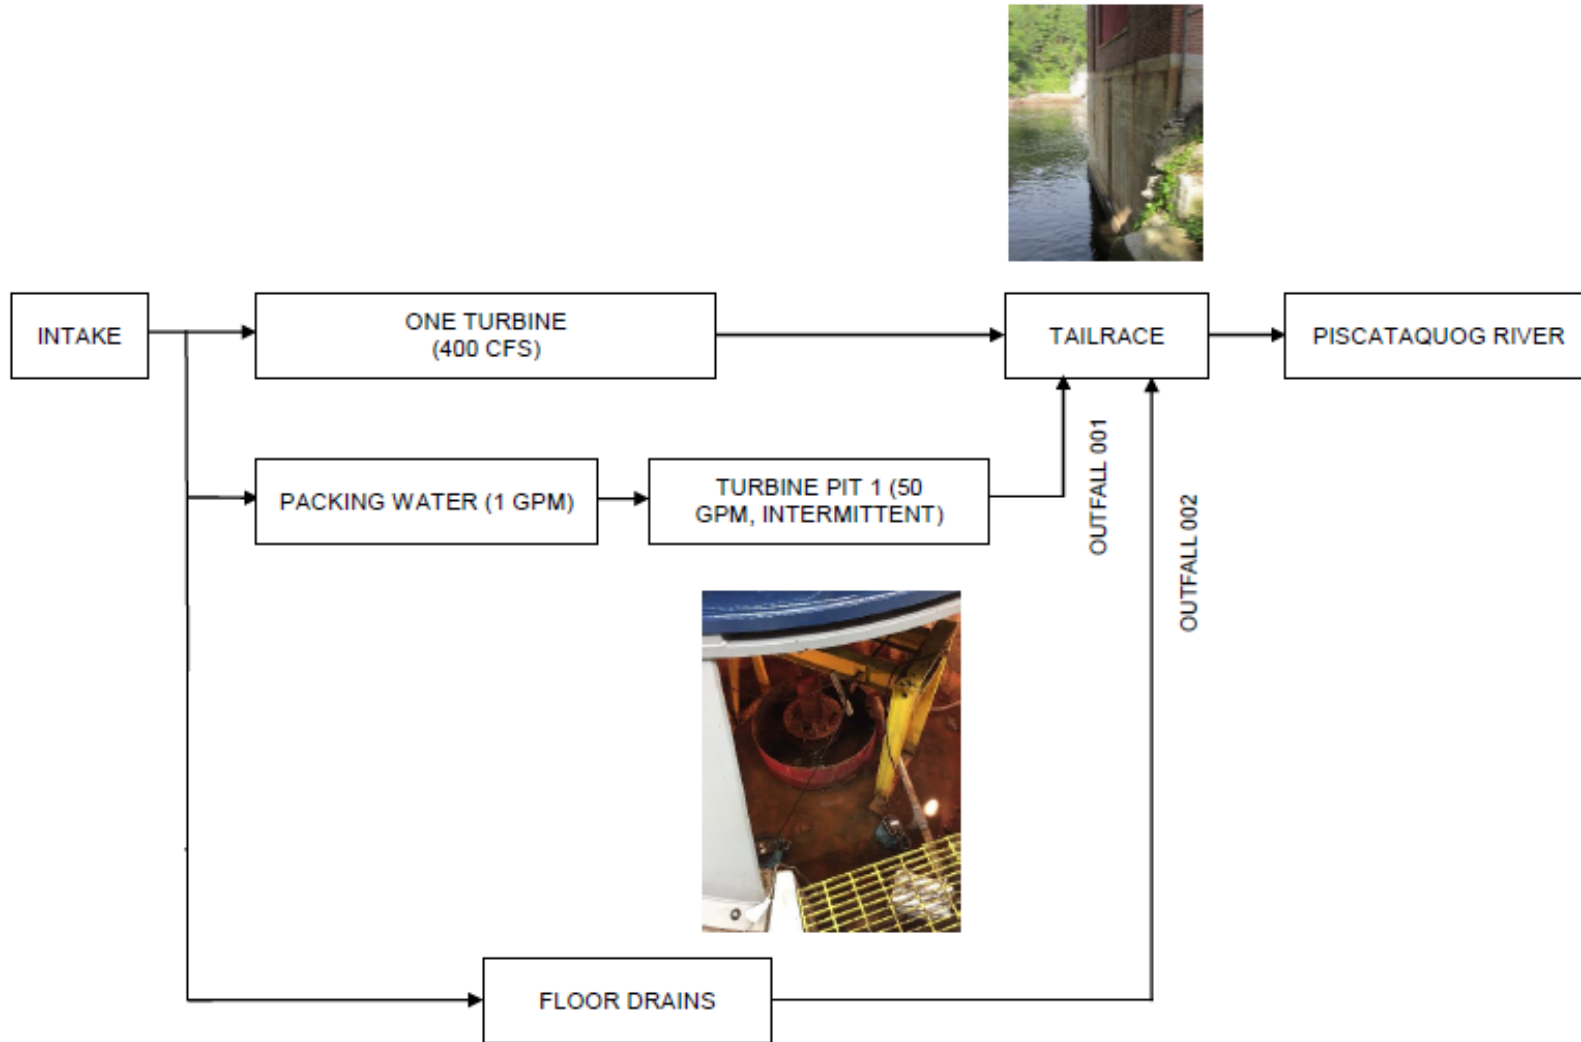 INTAKE
ONE TURBINE
(400 CFS)
TAILRACE
PISCATAQUOG RIVER
PACKING WATER (1 GPM)
TURBINE PIT 1 (50
GPM, INTERMITTENT)
OUTFALL 001
OUTFALL 002
FLOOR DRAINS